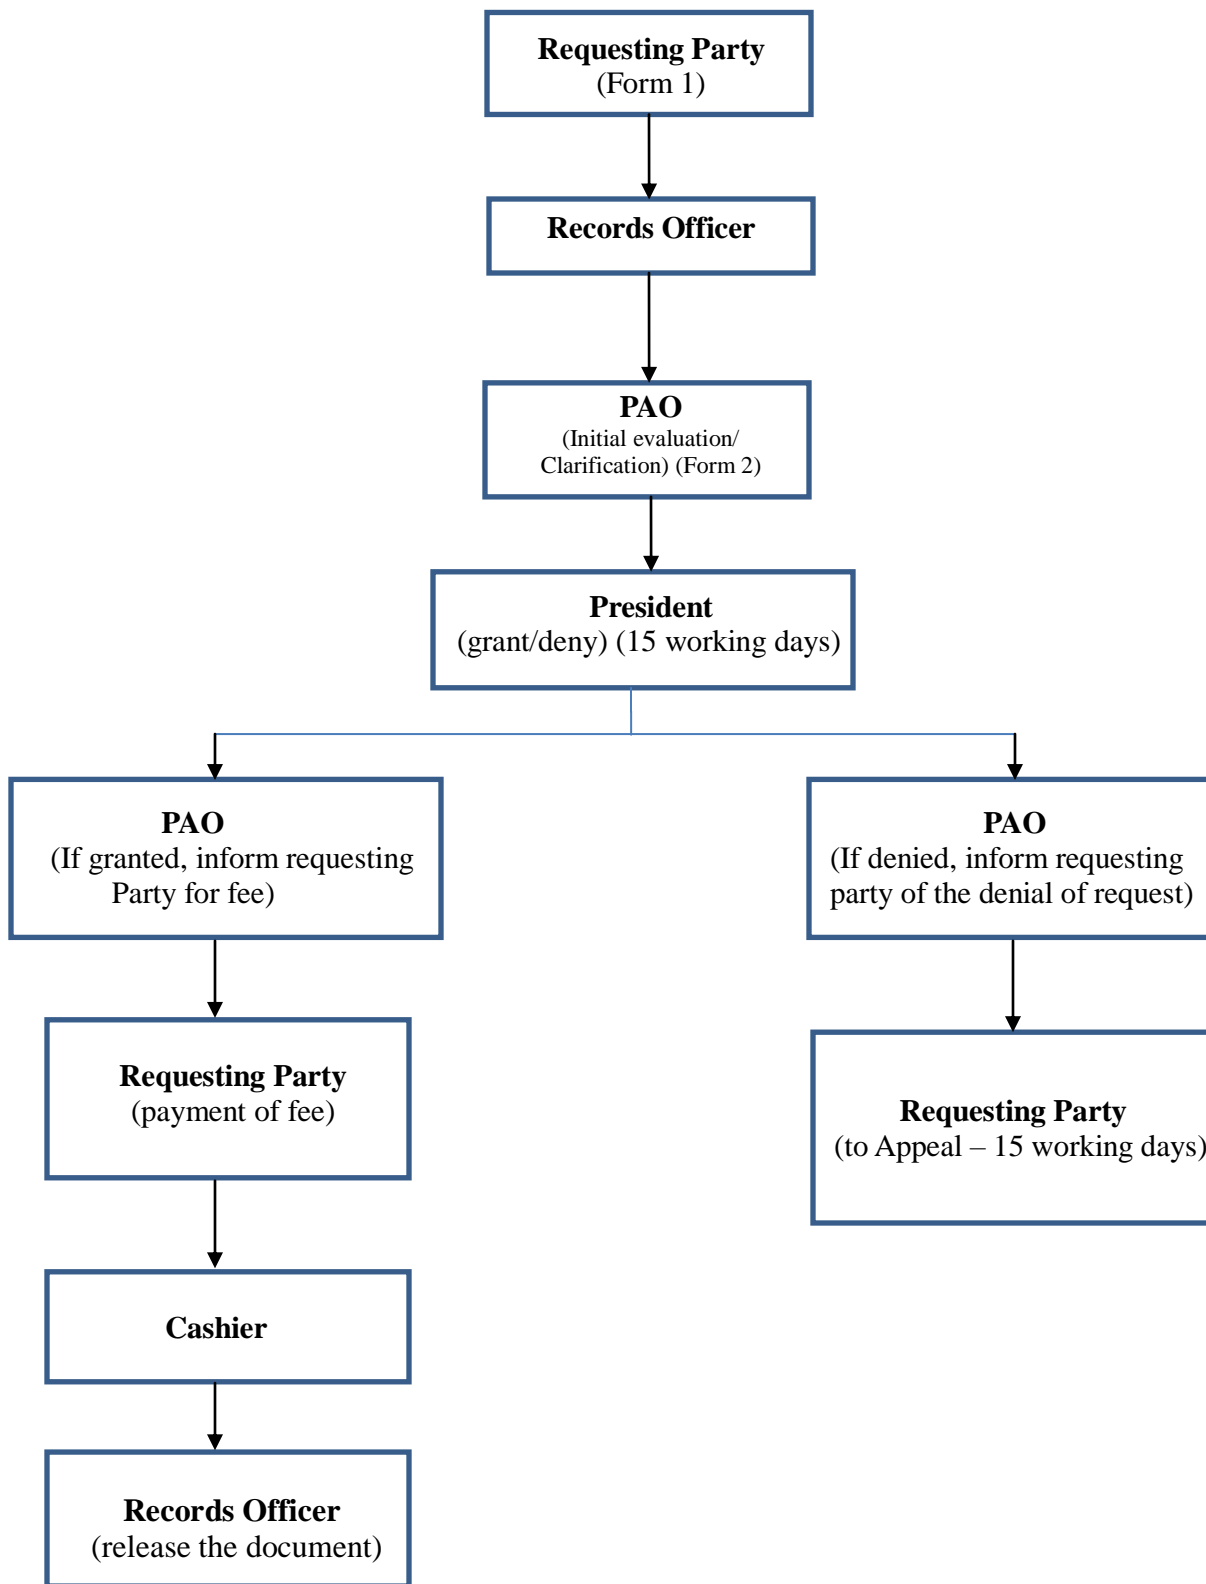 Requesting Party
(Form 1)
Records Officer
PAO
(Initial evaluation/
Clarification) (Form 2)
President
(grant/deny) (15 working days)
PAO
(If granted, inform requesting
Party for fee)
PAO
(If denied, inform requesting
party of the denial of request)
Requesting Party
(payment of fee)
Requesting Party
(to Appeal – 15 working days)
Cashier
Records Officer
(release the document)